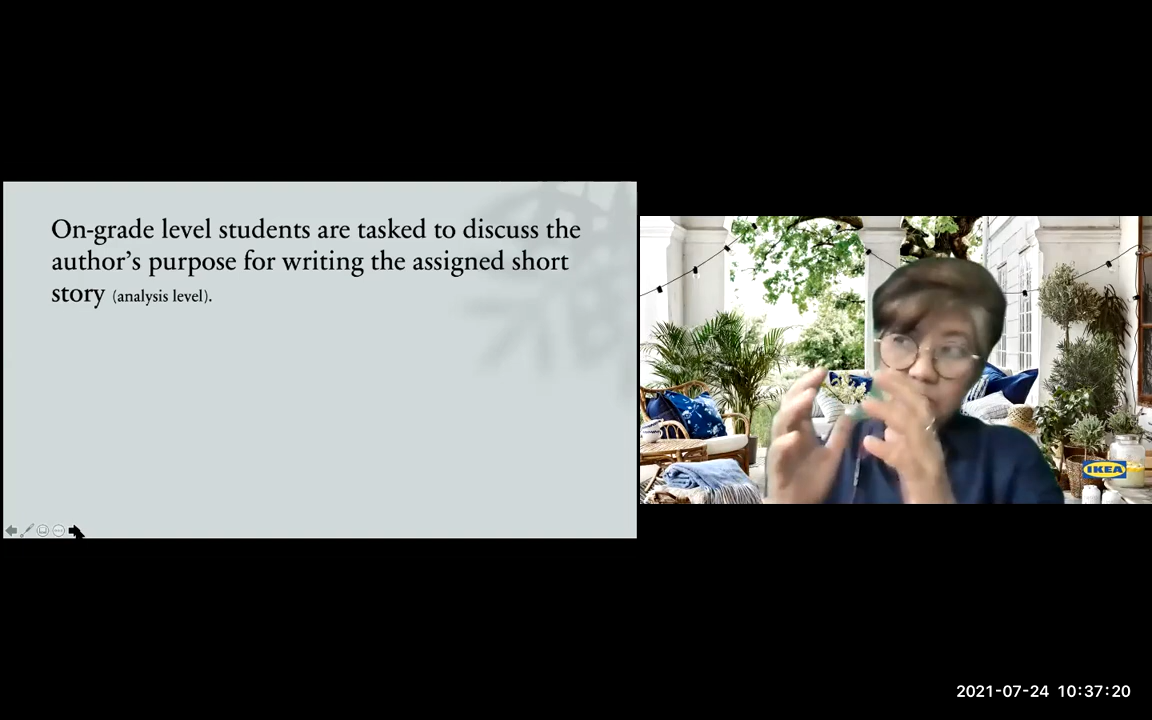 On-grade level students are tasked to discuss the
author's purpose for writing the assigned short
story (analysis level).
IKEA
2021-07-24 10:37:20